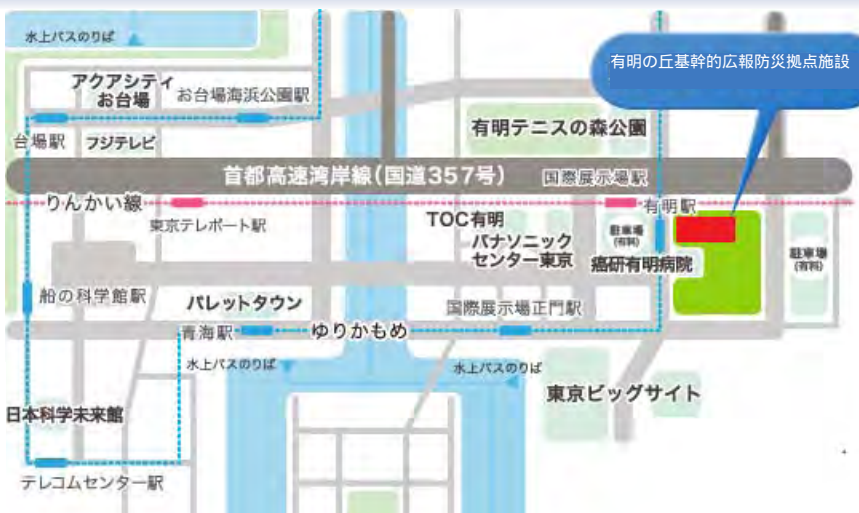 水上バスのりば
有明の丘基幹的広報防災拠点施設
アクアシティ
お台場
お台場海浜公園駅
台場駅
フジテレビ
有明テニスの森公園
首都高速湾岸線(国道357号)
国際展示場駅
りんかい線
有明駅
東京テレポート駅
TOC有明
パナソニック
センター東京
駐車場
(有料)
癌研有明病院
駐車場
(有料)
船の科学館駅
パレットタウン
国際展示場正門駅
青海駅
ゆりかもめ
水上バスのりば
水上バスのりば
東京ビッグサイト
日本科学未来館
テレコムセンター駅